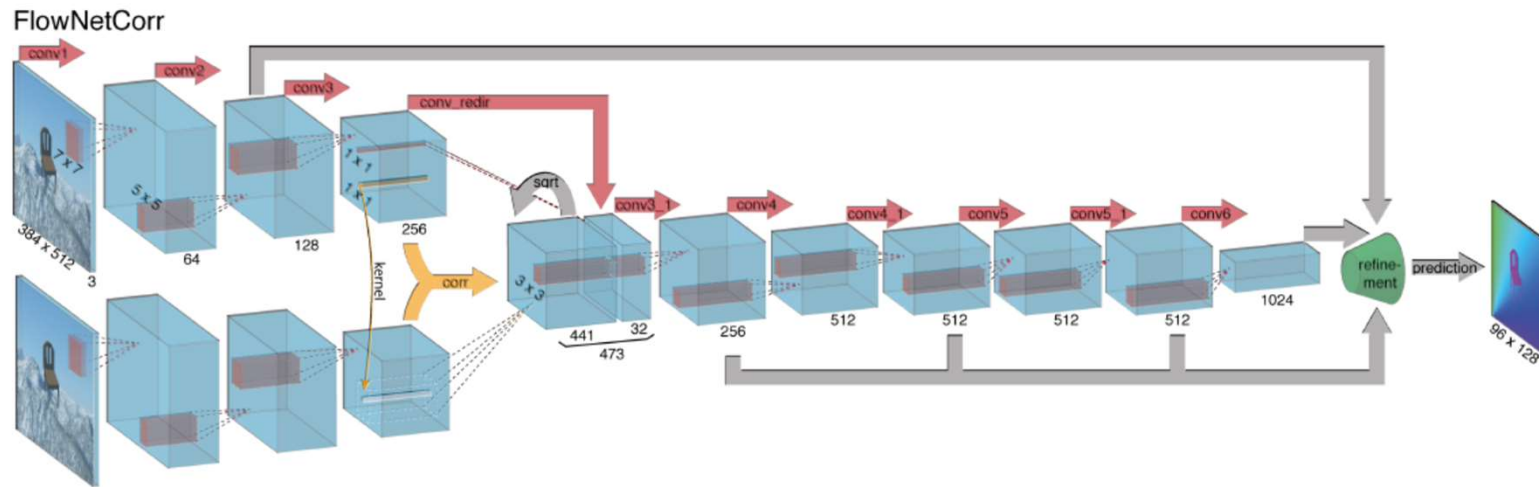 FlowNetCorr
conv1
conv2
conv3
conv_redir
7 x 7
5 x 5
1 x 1
1 x 1
384 x 512
3
64
128
256
kernel
corr
sqrt
3 x 3
441
32
473
conv3_1
conv4
conv4_1
conv5
conv5_1
conv6
256
512
512
512
512
1024
refine-
ment
prediction
96 x 128